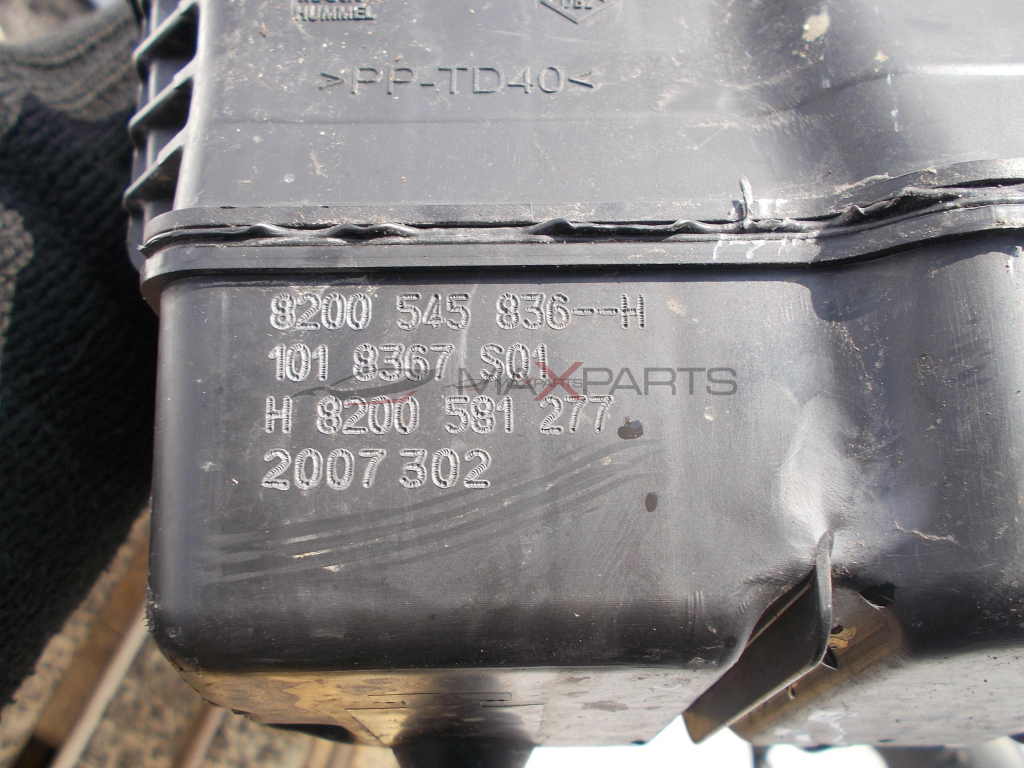 HUMMEL
>PP-TD40<
8200 545 836--H
101 8367 S01
MAXPARTS
H 8200 581 277
2007 302